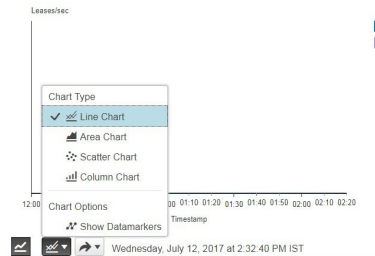 Leases/sec
Chart Type
Line Chart
Area Chart
Scatter Chart
Column Chart
12:00
00 01:10 01:20 01:30 01:40 01:50 02:00 02:10 02:20
Chart Options
Timestamp
Show Datamarkers
Wednesday, July 12, 2017 at 2.32.40 PM IST